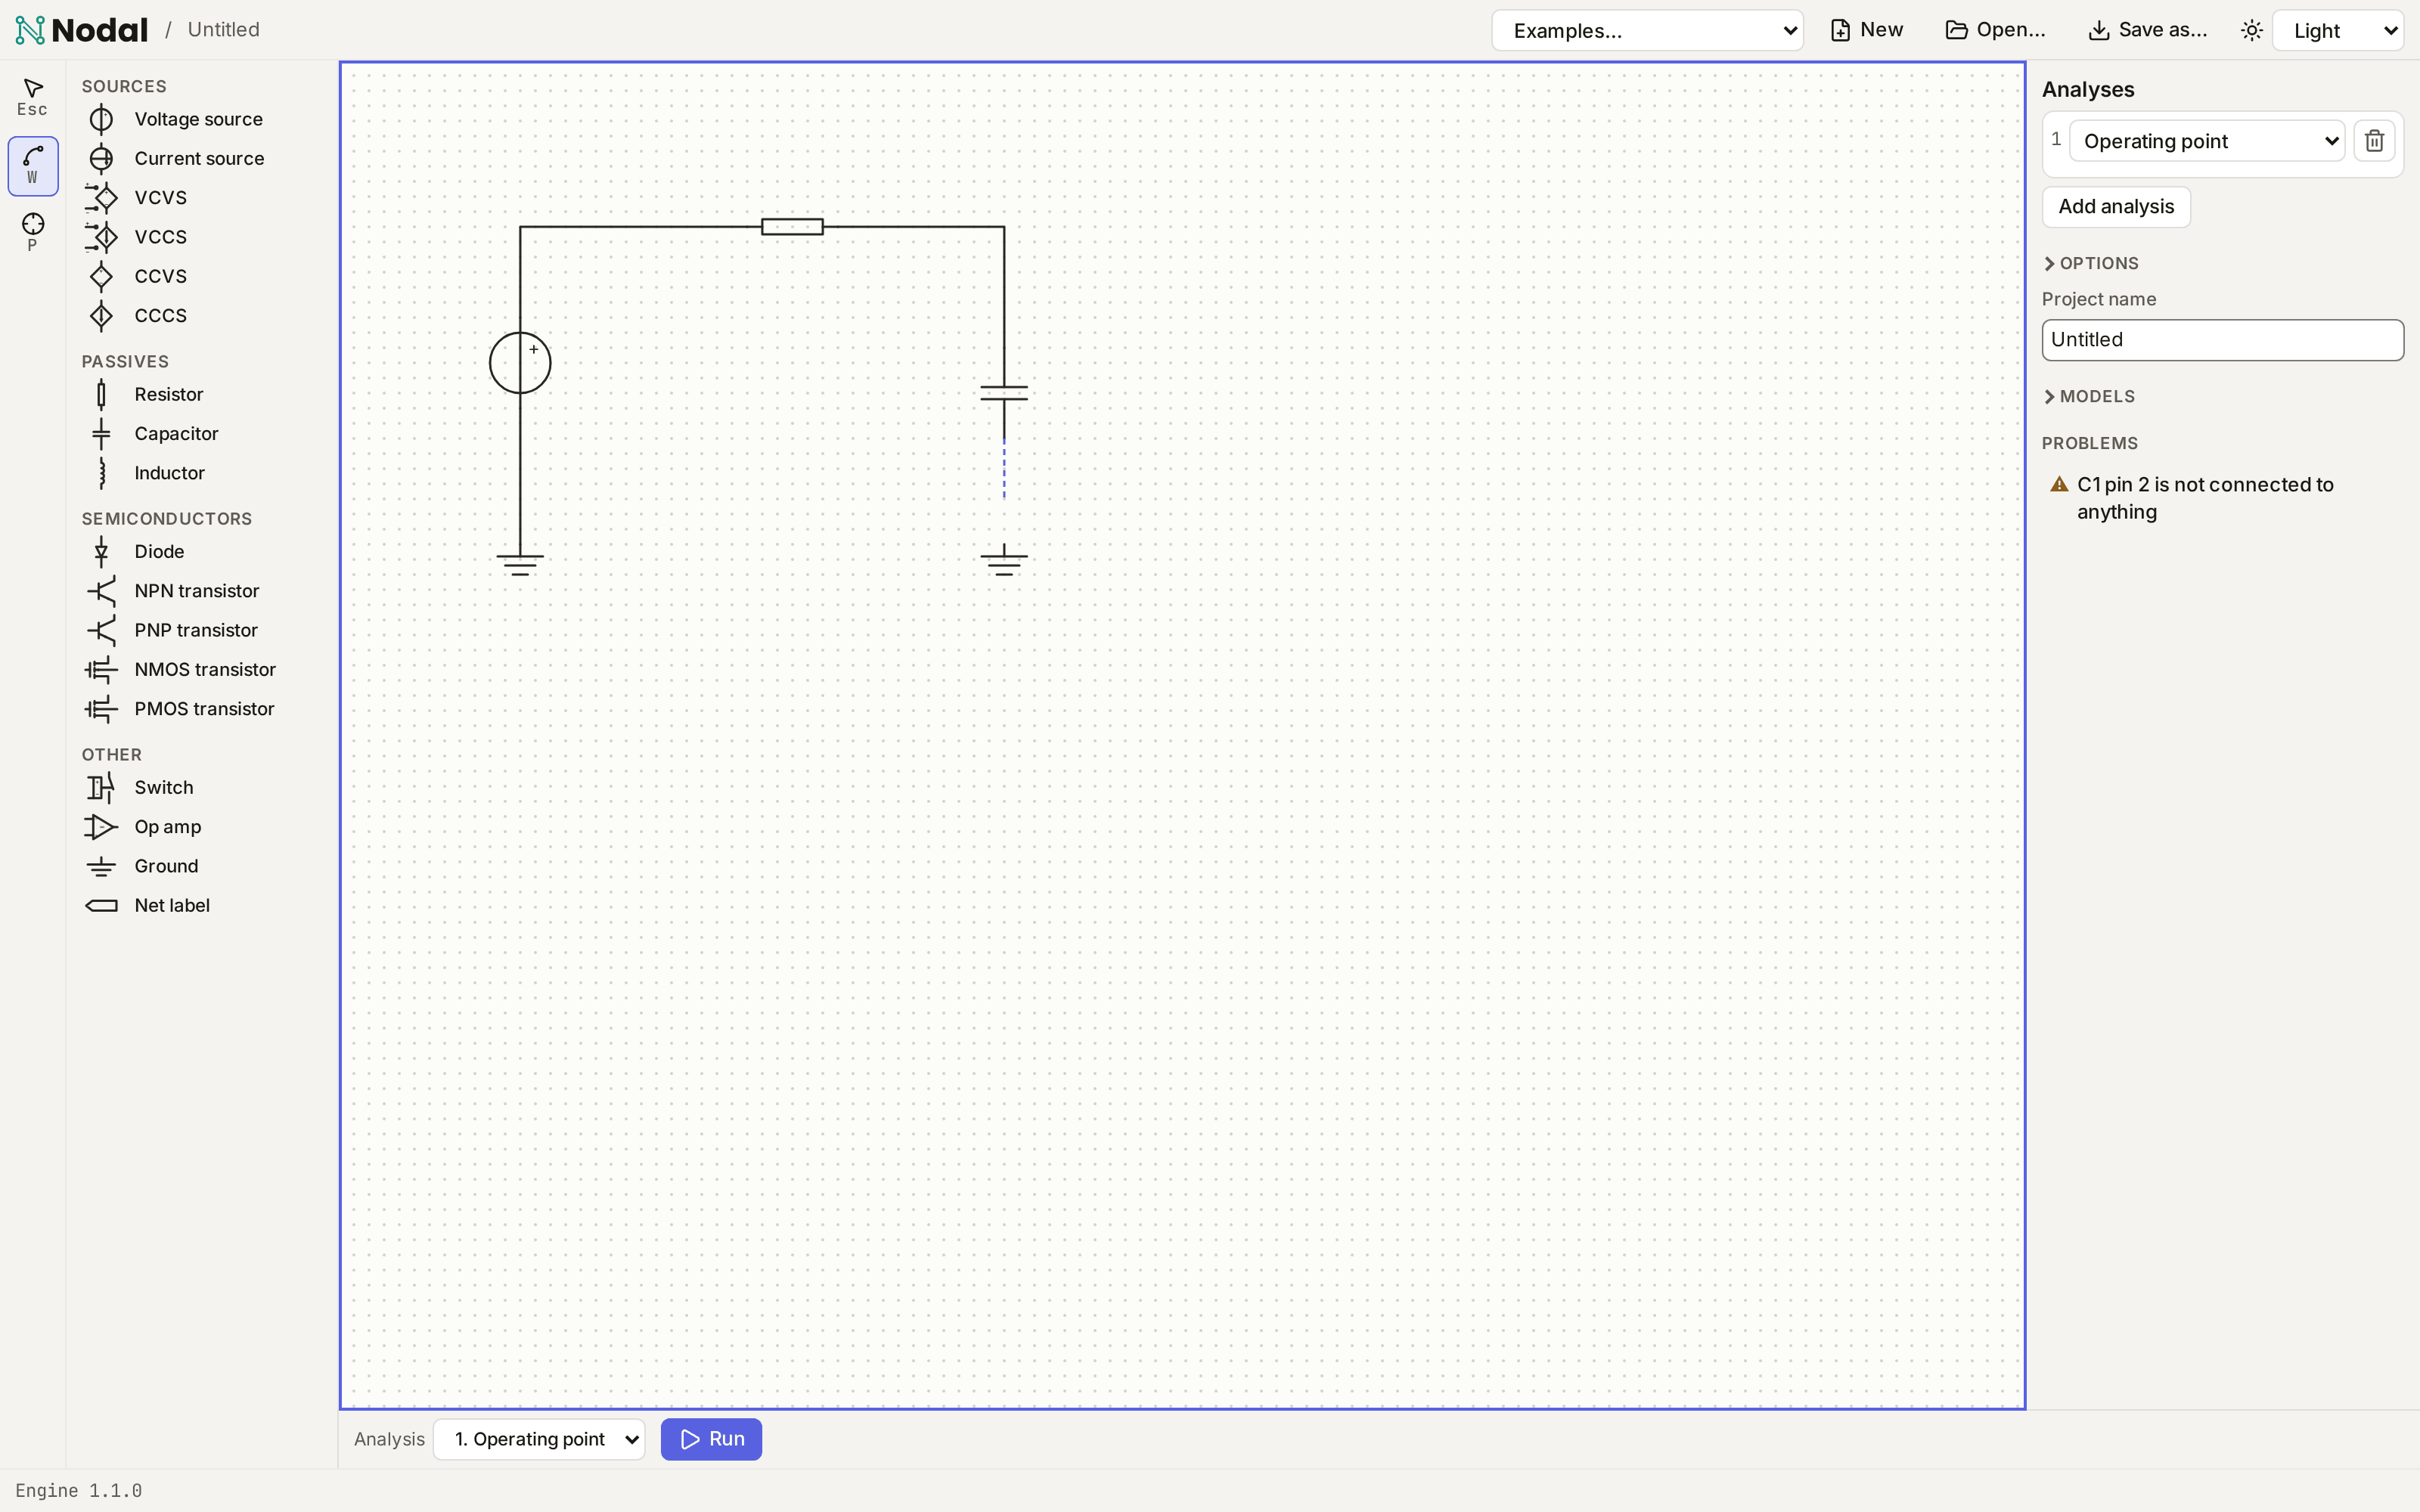 Nodal / Untitled
Examples...
New
Open...
Save as...
Light
Esc
W
P
SOURCES
Voltage source
Current source
VCVS
VCCS
CCVS
CCCS
PASSIVES
Resistor
Capacitor
Inductor
SEMICONDUCTORS
Diode
NPN transistor
PNP transistor
NMOS transistor
PMOS transistor
OTHER
Switch
Op amp
Ground
Net label
+
Analyses
1 Operating point
Add analysis
OPTIONS
Project name
Untitled
MODELS
PROBLEMS
C1 pin 2 is not connected to
anything
Analysis 1. Operating point Run
Engine 1.1.0